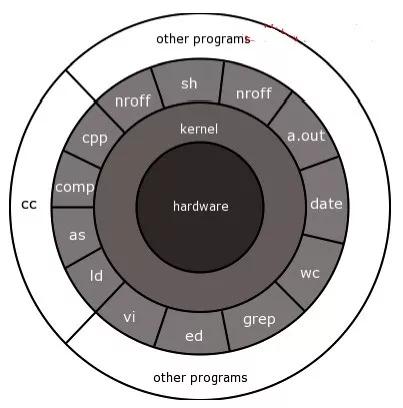 other programs
sh
nroff
nroff
kernel
a.out
cpp
comp
cc
hardware
date
as
ld
wc
vi
ed
grep
other programs